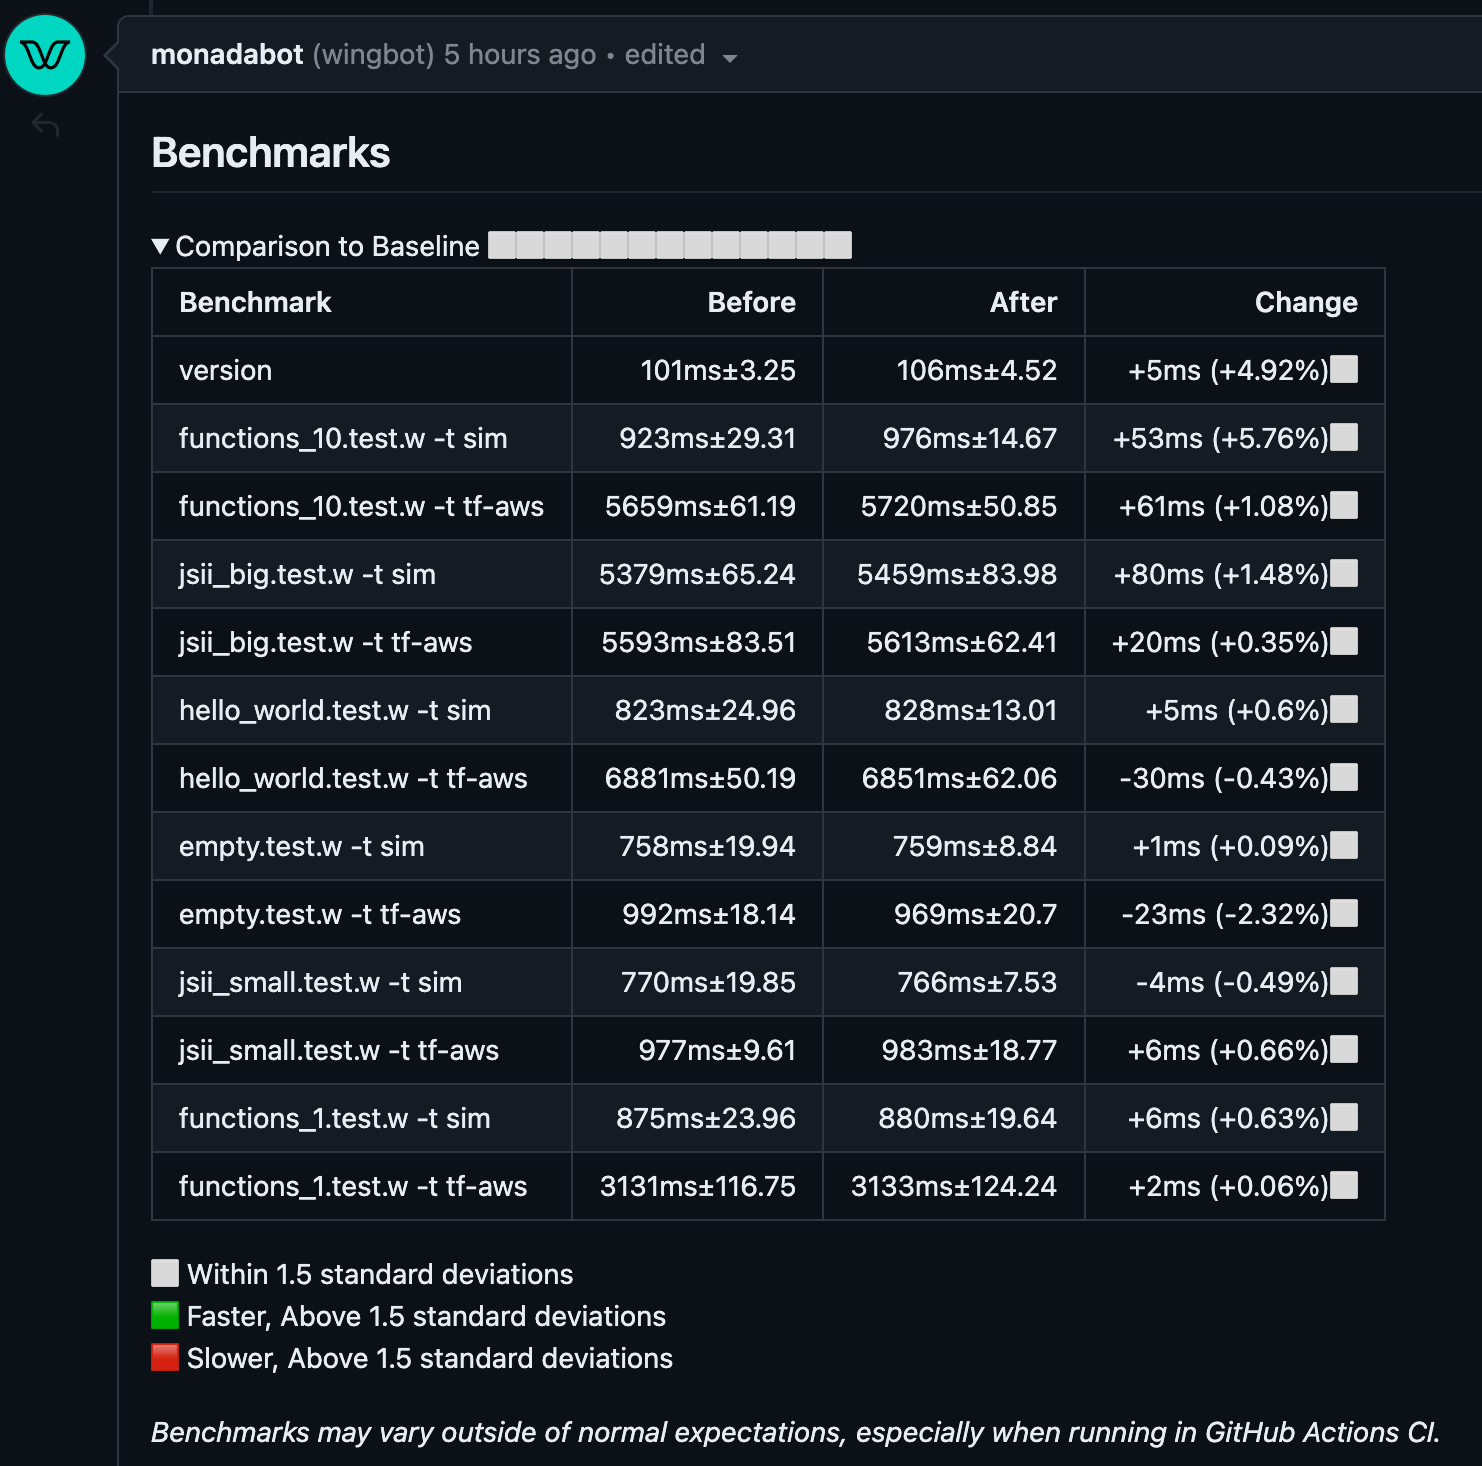 monadabot (wingbot) 5 hours ago • edited
Benchmarks
▼ Comparison to Baseline ⬜⬜⬜⬜⬜⬜⬜⬜⬜⬜⬜⬜⬜
Benchmark Before After Change
version 101ms±3.25 106ms±4.52 +5ms (+4.92%)⬜
functions_10.test.w -t sim 923ms±29.31 976ms±14.67 +53ms (+5.76%)⬜
functions_10.test.w -t tf-aws 5659ms±61.19 5720ms±50.85 +61ms (+1.08%)⬜
jsii_big.test.w -t sim 5379ms±65.24 5459ms±83.98 +80ms (+1.48%)⬜
jsii_big.test.w -t tf-aws 5593ms±83.51 5613ms±62.41 +20ms (+0.35%)⬜
hello_world.test.w -t sim 823ms±24.96 828ms±13.01 +5ms (+0.6%)⬜
hello_world.test.w -t tf-aws 6881ms±50.19 6851ms±62.06 -30ms (-0.43%)⬜
empty.test.w -t sim 758ms±19.94 759ms±8.84 +1ms (+0.09%)⬜
empty.test.w -t tf-aws 992ms±18.14 969ms±20.7 -23ms (-2.32%)⬜
jsii_small.test.w -t sim 770ms±19.85 766ms±7.53 -4ms (-0.49%)⬜
jsii_small.test.w -t tf-aws 977ms±9.61 983ms±18.77 +6ms (+0.66%)⬜
functions_1.test.w -t sim 875ms±23.96 880ms±19.64 +6ms (+0.63%)⬜
functions_1.test.w -t tf-aws 3131ms±116.75 3133ms±124.24 +2ms (+0.06%)⬜
⬜ Within 1.5 standard deviations
🟩 Faster, Above 1.5 standard deviations
🟥 Slower, Above 1.5 standard deviations
Benchmarks may vary outside of normal expectations, especially when running in GitHub Actions CI.